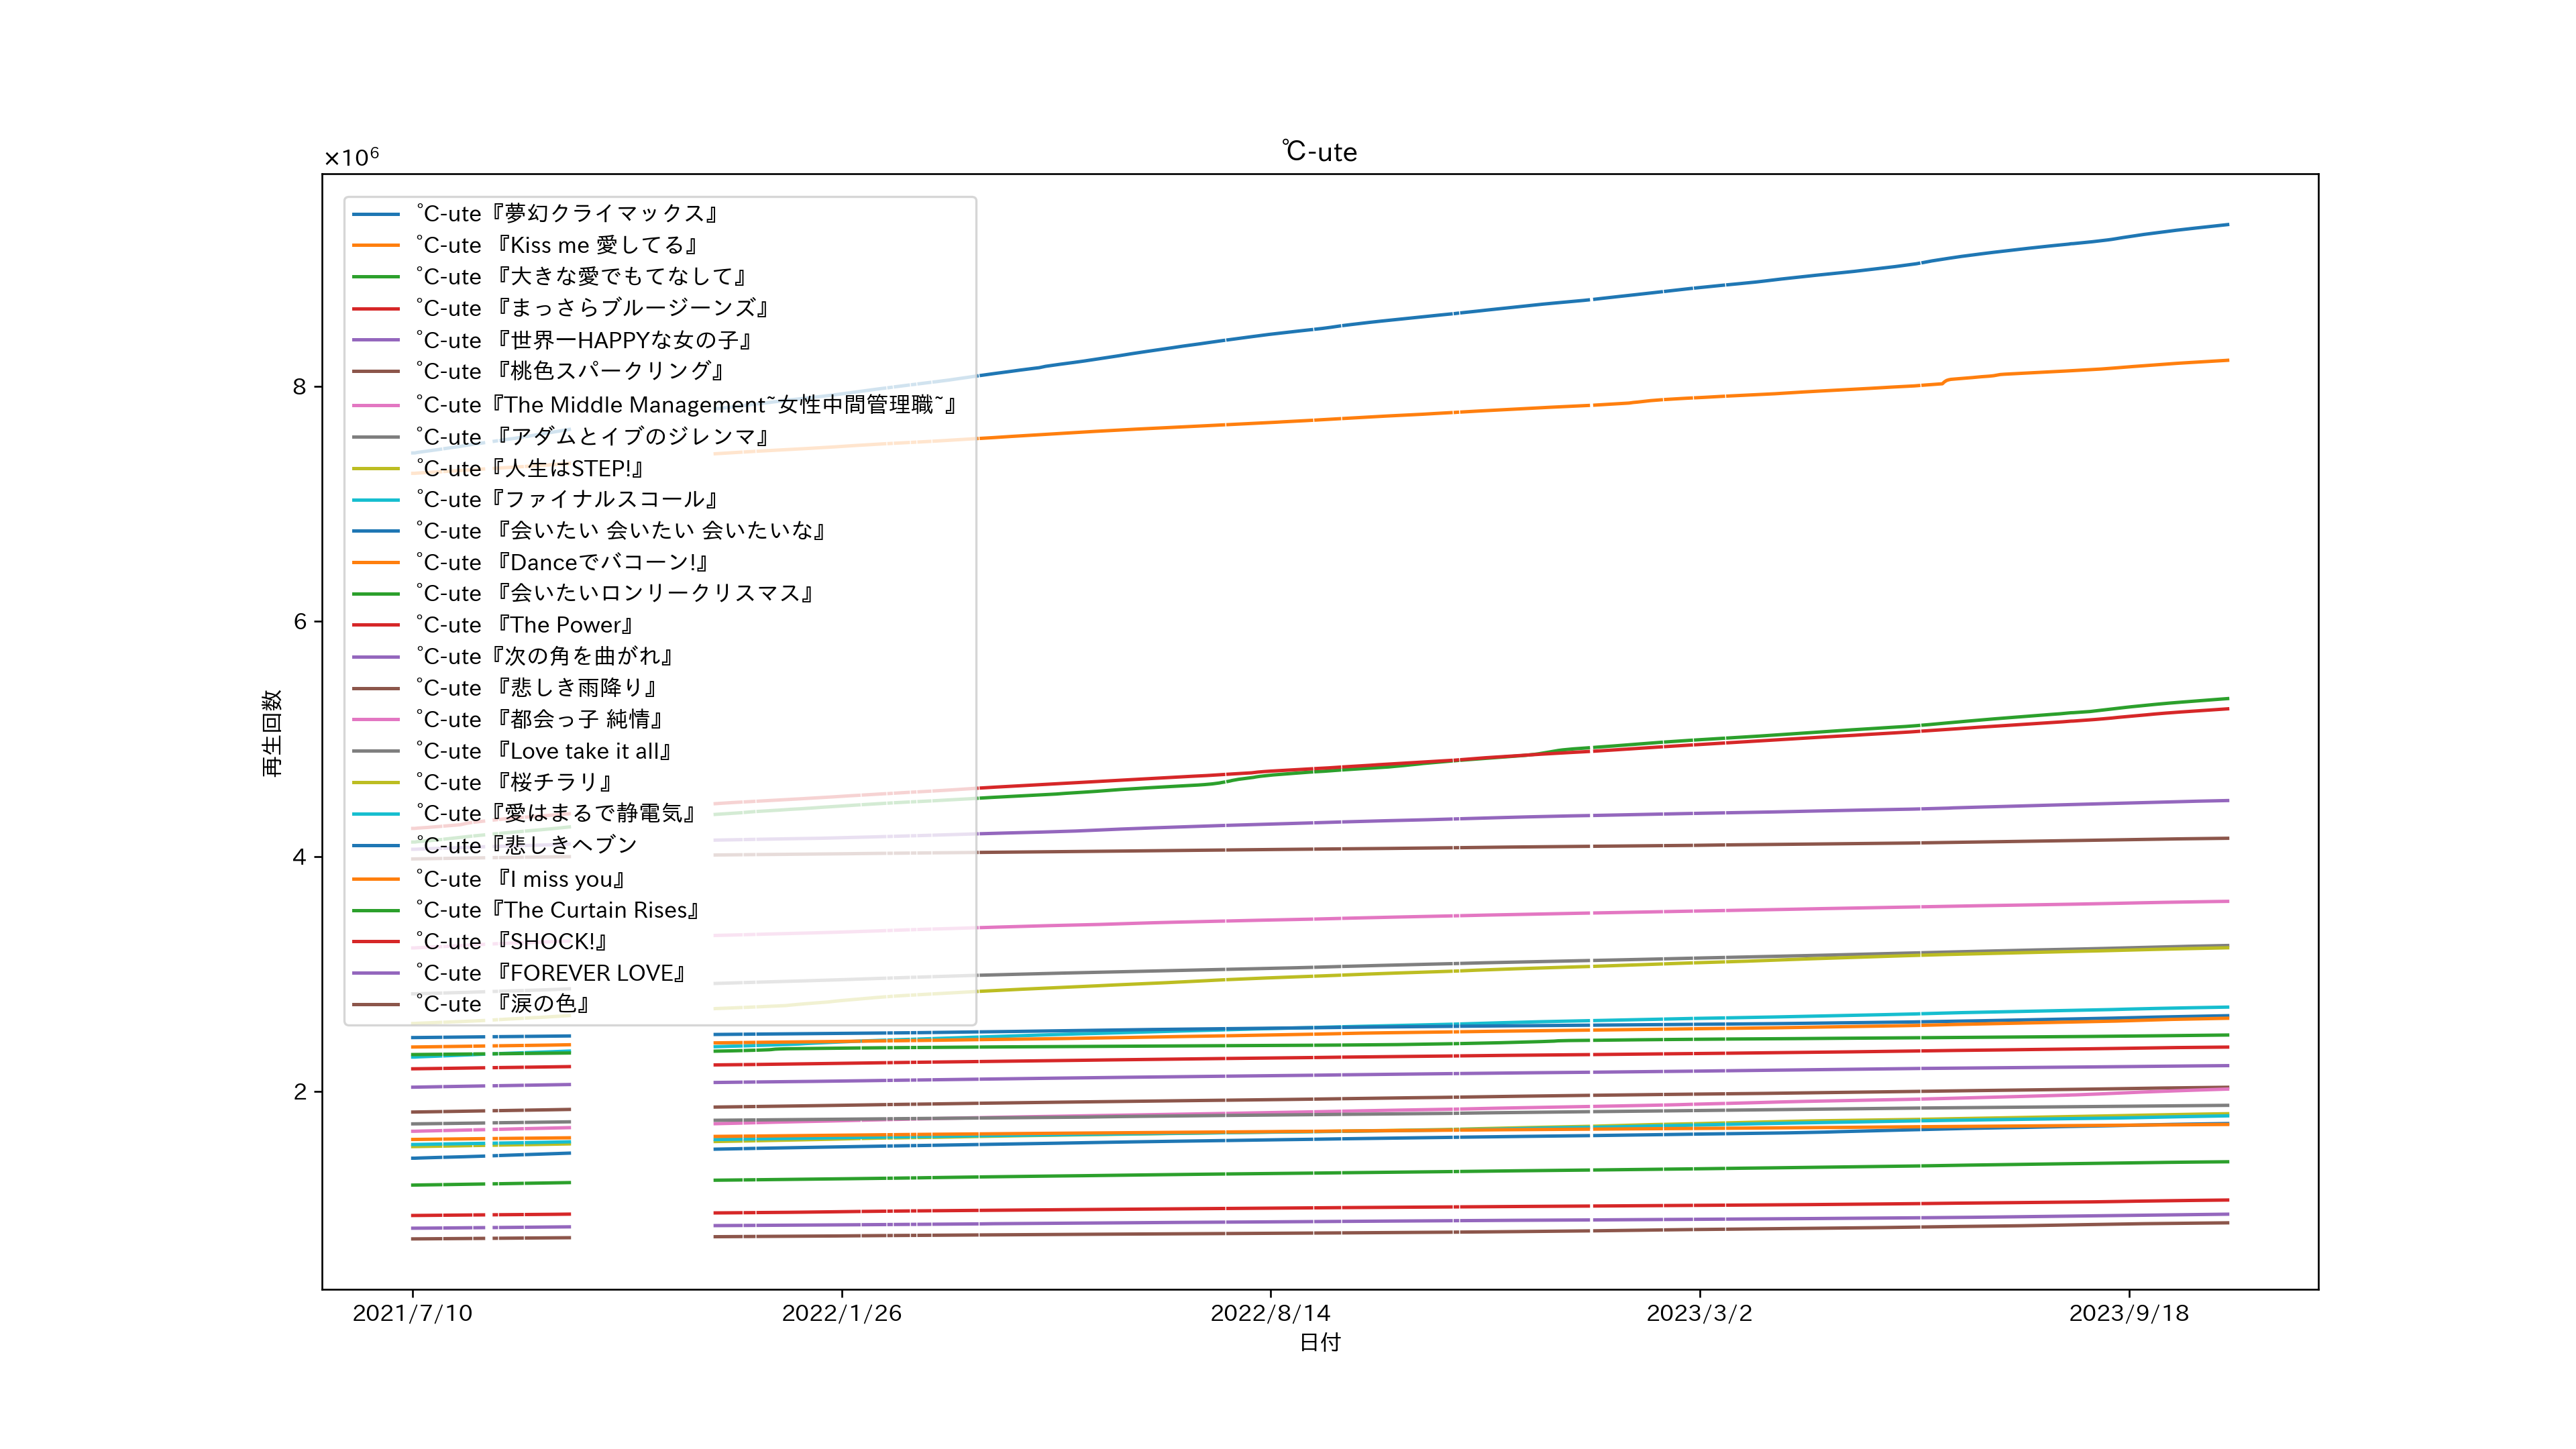 ℃-ute
×10⁶
℃-ute『夢幻クライマックス』
℃-ute 『Kiss me 愛してる』
℃-ute 『大きな愛でもてなして』
℃-ute 『まっさらブルージーンズ』
℃-ute 『世界一HAPPYな女の子』
℃-ute 『桃色スパークリング』
℃-ute『The Middle Management~女性中間管理職~』
℃-ute 『アダムとイブのジレンマ』
℃-ute『人生はSTEP!』
℃-ute『ファイナルスコール』
℃-ute 『会いたい 会いたい 会いたいな』
℃-ute 『Danceでバコーン!』
℃-ute 『会いたいロンリークリスマス』
℃-ute 『The Power』
℃-ute『次の角を曲がれ』
℃-ute 『悲しき雨降り』
℃-ute 『都会っ子 純情』
℃-ute 『Love take it all』
℃-ute 『桜チラリ』
℃-ute『愛はまるで静電気』
℃-ute『悲しきヘブン
℃-ute 『I miss you』
℃-ute『The Curtain Rises』
℃-ute 『SHOCK!』
℃-ute 『FOREVER LOVE』
℃-ute 『涙の色』
8
6
4
2
再生回数
2021/7/10 2022/1/26 2022/8/14 2023/3/2 2023/9/18
日付